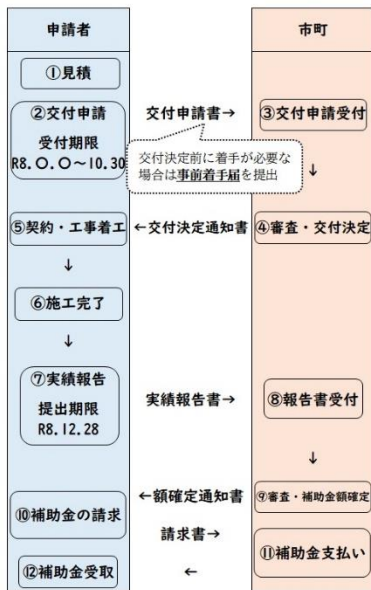 申請者
市町
①見積
②交付申請
受付期限
R8.〇.〇～10.30
交付申請書→
③交付申請受付
交付決定前に着手が必要な
場合は事前着手届を提出
↓
⑤契約・工事着工
←交付決定通知書
④審査・交付決定
↓
⑥施工完了
↓
⑦実績報告
提出期限
R8.12.28
実績報告書→
⑧報告書受付
↓
←額確定通知書
⑨審査・補助金額確定
⑩補助金の請求
請求書→
⑪補助金支払い
⑫補助金受取
←